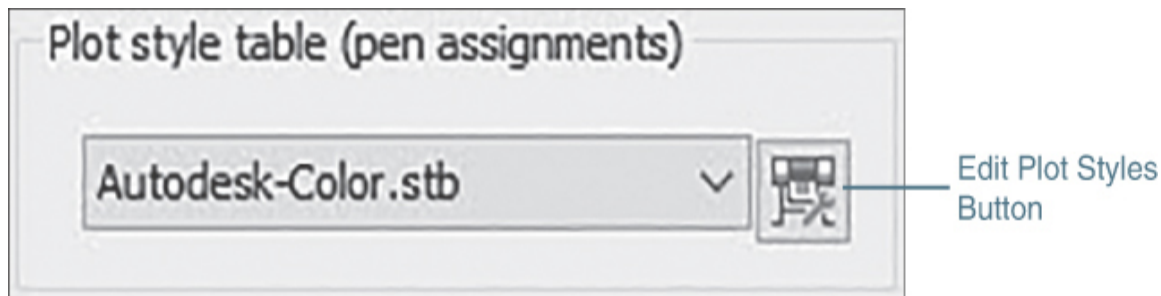 Plot style table (pen assignments)
Autodesk-Color.stb
Edit Plot Styles
Button